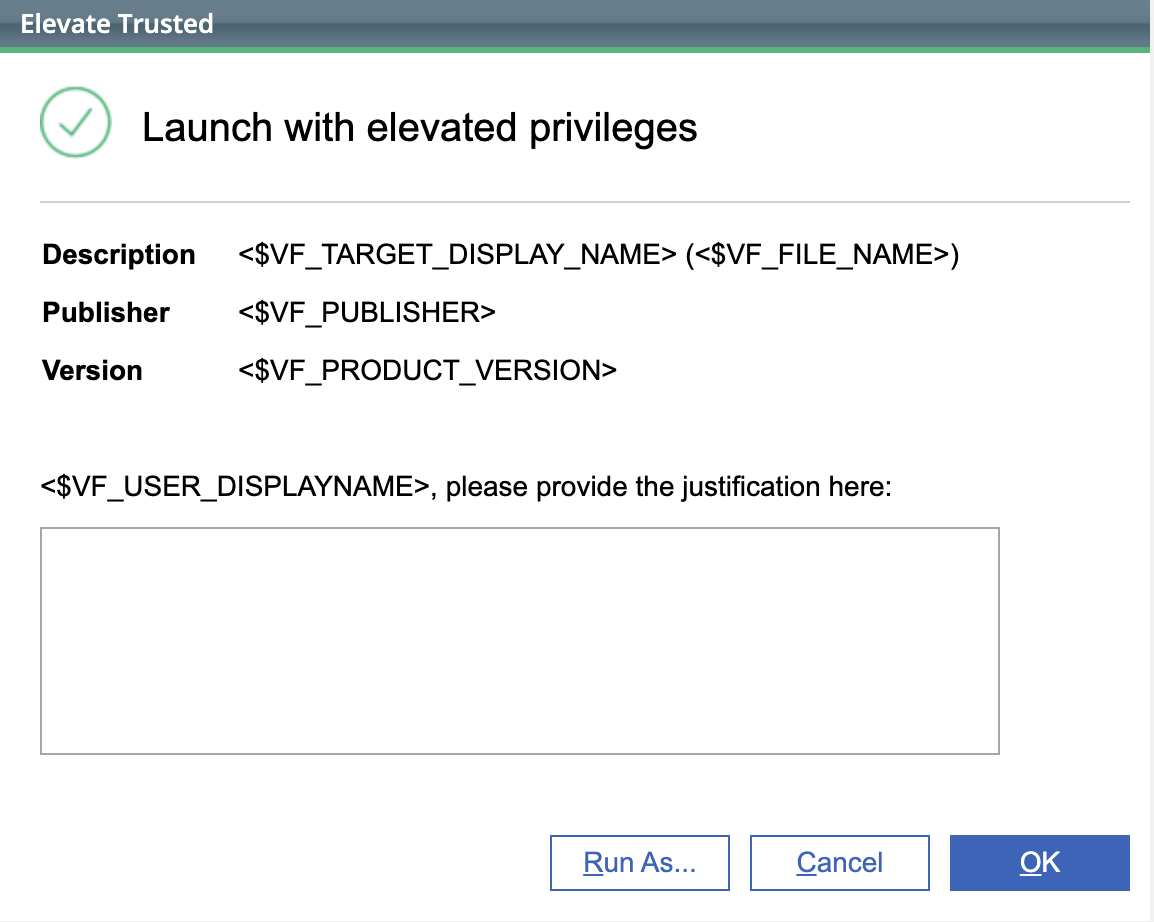 Elevate Trusted
Launch with elevated privileges
Description <$VF_TARGET_DISPLAY_NAME> (<$VF_FILE_NAME>)
Publisher <$VF_PUBLISHER>
Version <$VF_PRODUCT_VERSION>
<$VF_USER_DISPLAYNAME>, please provide the justification here:
Run As... Cancel OK